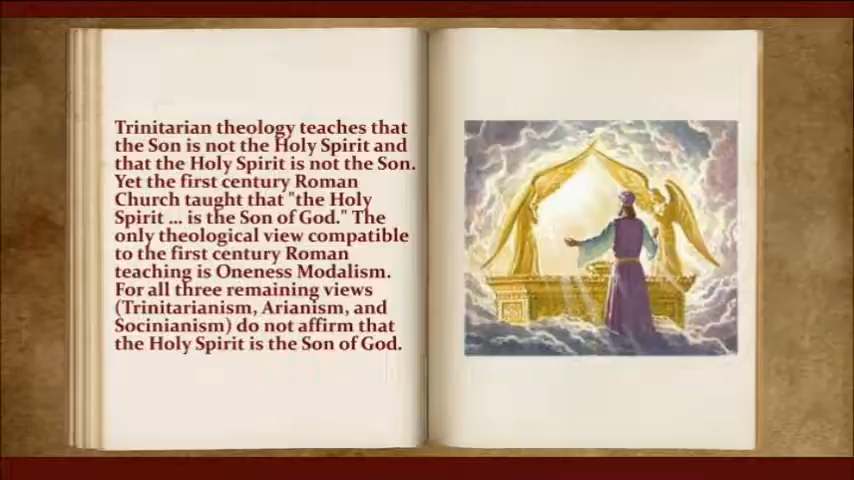 Trinitarian theology teaches that
the Son is not the Holy Spirit and
that the Holy Spirit is not the Son.
Yet the first century Roman
Church taught that "the Holy
Spirit ... is the Son of God." The
only theological view compatible
to the first century Roman
teaching is Oneness Modalism.
For all three remaining views
(Trinitarianism, Arianism, and
Socinianism) do not affirm that
the Holy Spirit is the Son of God.